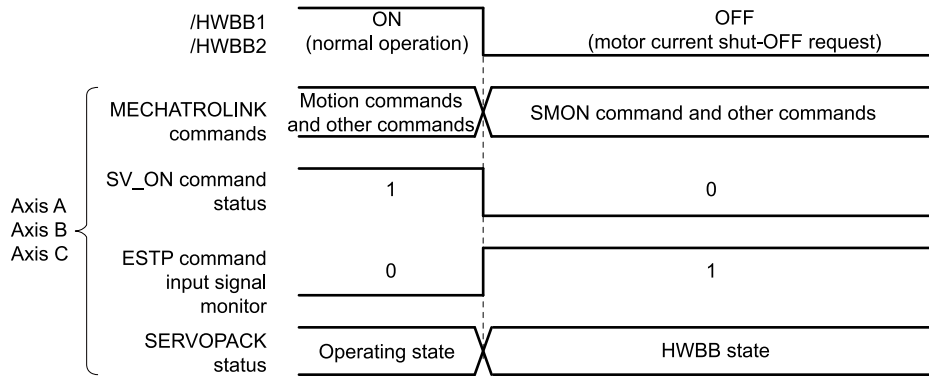 /HWBB1
/HWBB2
ON
(normal operation)
OFF
(motor current shut-OFF request)
Axis A
Axis B
Axis C
MECHATROLINK
commands
Motion commands
and other commands
SMON command and other commands
SV_ON command
status
1
0
ESTP command
input signal
monitor
0
1
SERVOPACK
status
Operating state
HWBB state